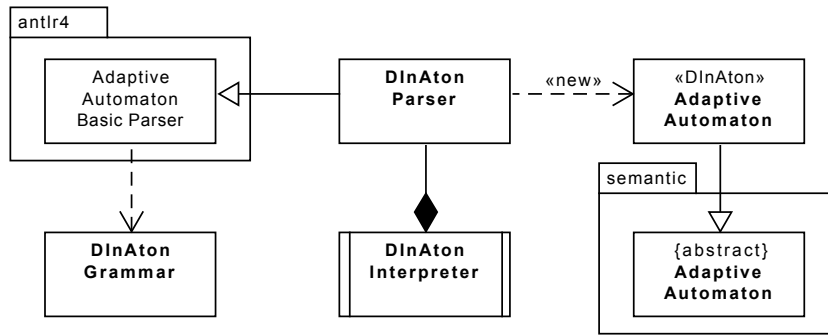 antlr4
Adaptive
Automaton
Basic Parser
DInAton
Parser
«new»
«DInAton»
Adaptive
Automaton
semantic
DInAton
Grammar
DInAton
Interpreter
{abstract}
Adaptive
Automaton